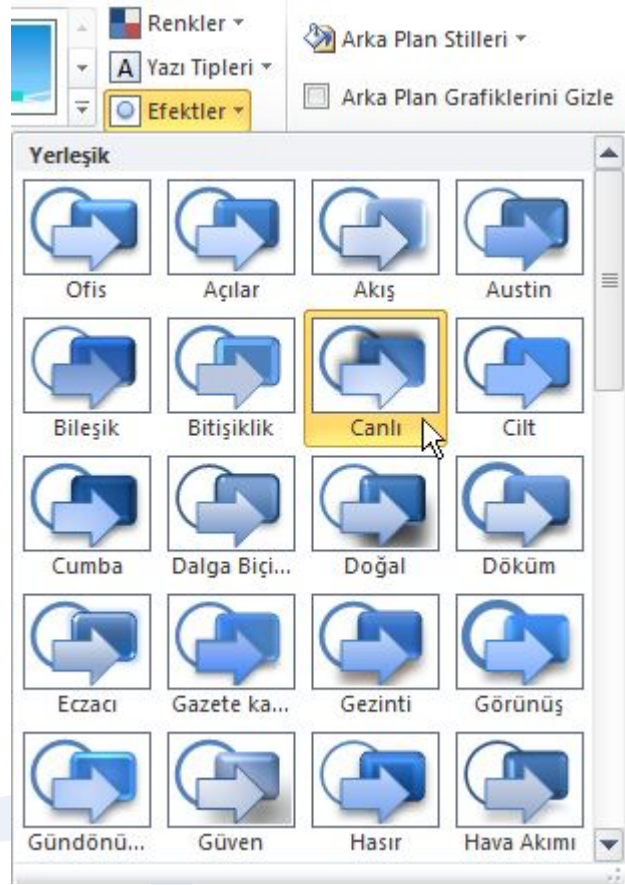 Renkler
Arka Plan Stilleri
A Yazı Tipleri
Efektler
Arka Plan Grafiklerini Gizle
Yerleşik
Ofis Açılar Akış Austin
Bileşik Bitişiklik Canlı Cilt
Cumba Dalga Biçi... Doğal Döküm
Eczacı Gazete ka... Gezinti Görünüş
Gündönü... Güven Hasır Hava Akımı